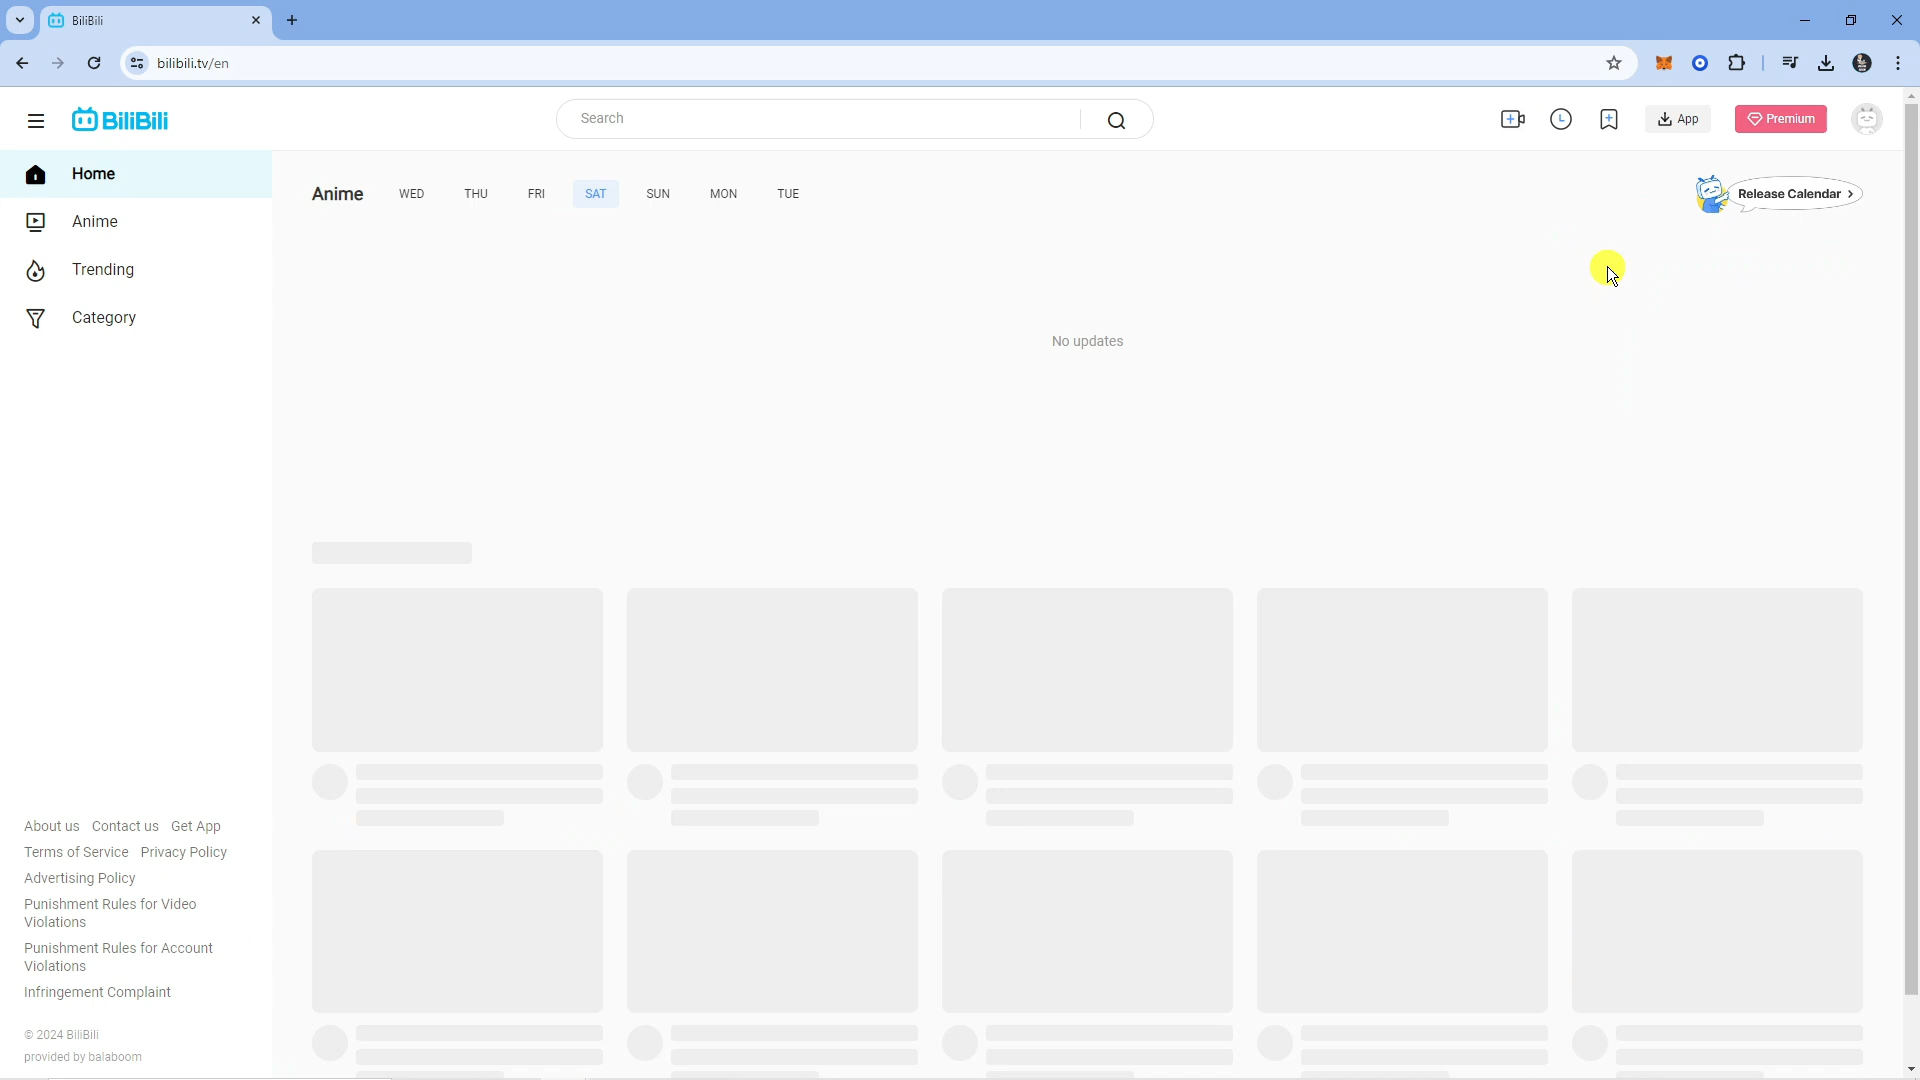 BiliBili
bilibili.tv/en
BiliBili
Search
App
Premium
Home
Anime
Trending
Category
Anime WED THU FRI SAT SUN MON TUE
Release Calendar
No updates
About us Contact us Get App
Terms of Service Privacy Policy
Advertising Policy
Punishment Rules for Video
Violations
Punishment Rules for Account
Violations
Infringement Complaint
© 2024 BiliBili
provided by balaboom